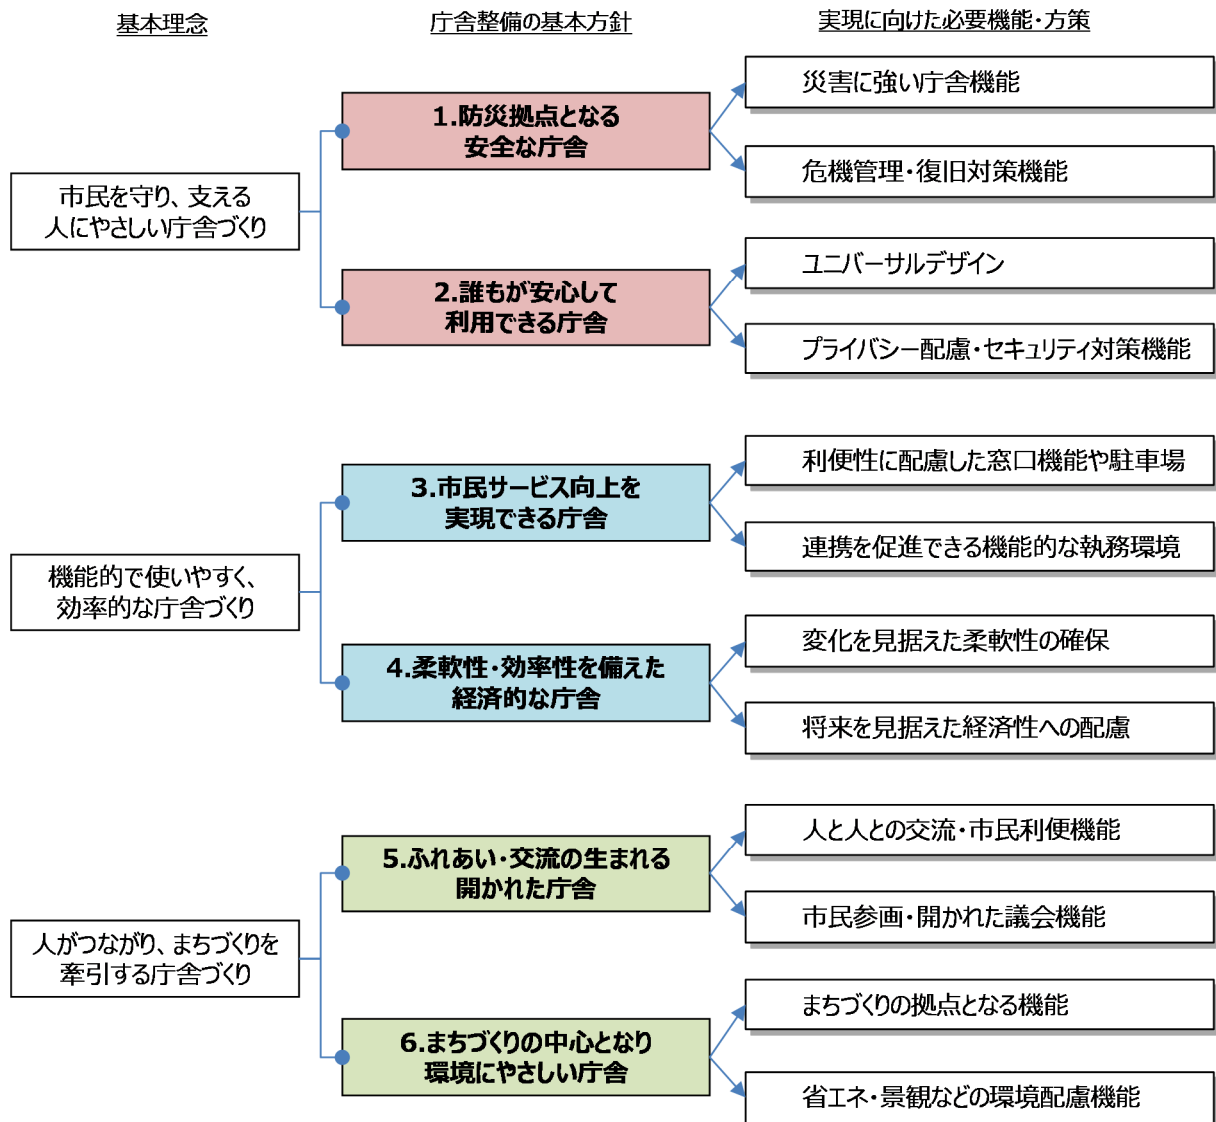 基本理念
庁舎整備の基本方針
実現に向けた必要機能・方策
市民を守り、支える
人にやさしい庁舎づくり
1.防災拠点となる
安全な庁舎
災害に強い庁舎機能
危機管理・復旧対策機能
2.誰もが安心して
利用できる庁舎
ユニバーサルデザイン
プライバシー配慮・セキュリティ対策機能
機能的で使いやすく、
効率的な庁舎づくり
3.市民サービス向上を
実現できる庁舎
利便性に配慮した窓口機能や駐車場
連携を促進できる機能的な執務環境
4.柔軟性・効率性を備えた
経済的な庁舎
変化を見据えた柔軟性の確保
将来を見据えた経済性への配慮
人がつながり、まちづくりを
牽引する庁舎づくり
5.ふれあい・交流の生まれる
開かれた庁舎
人と人との交流・市民利便機能
市民参画・開かれた議会機能
6.まちづくりの中心となり
環境にやさしい庁舎
まちづくりの拠点となる機能
省エネ・景観などの環境配慮機能